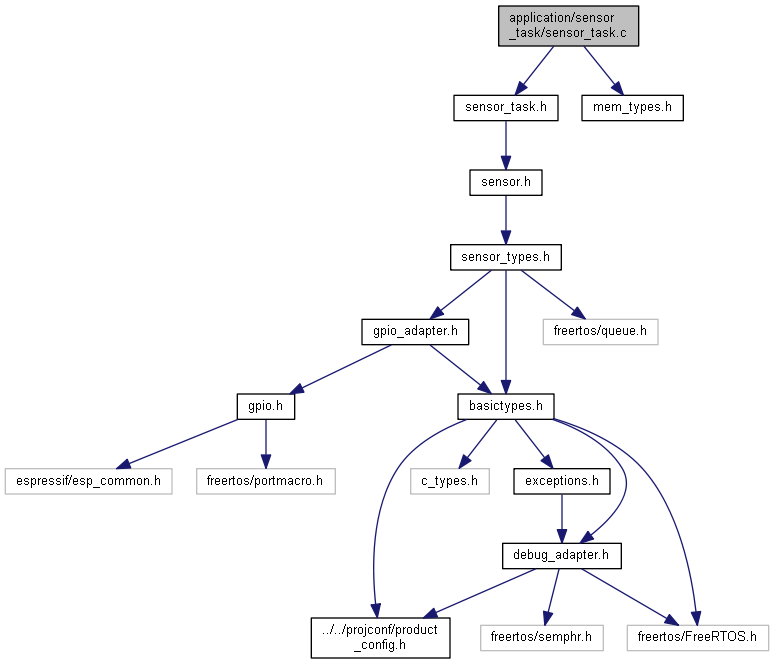 application/sensor
_task/sensor_task.c
sensor_task.h
mem_types.h
sensor.h
sensor_types.h
gpio_adapter.h
freertos/queue.h
gpio.h
basictypes.h
espressif/esp_common.h
freertos/portmacro.h
c_types.h
exceptions.h
debug_adapter.h
../../projconf/product
_config.h
freertos/semphr.h
freertos/FreeRTOS.h